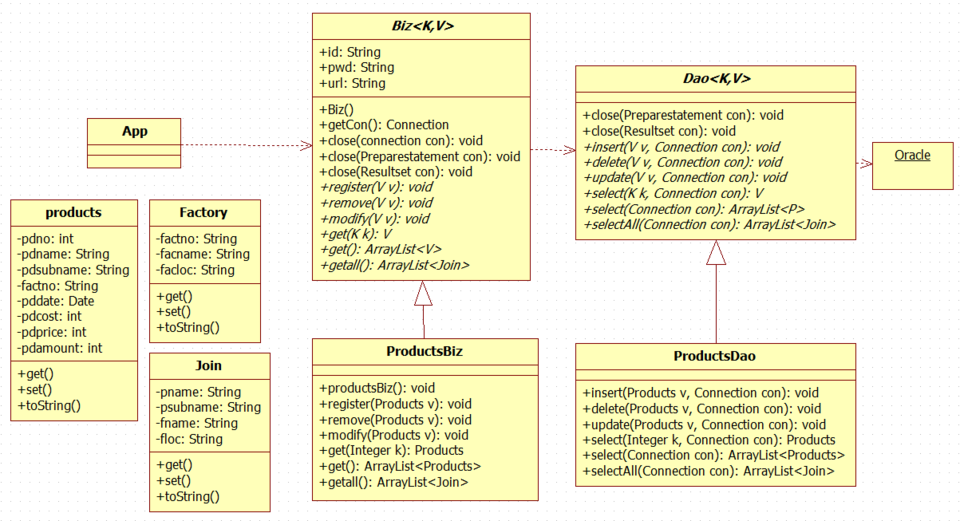 Biz<K,V>
+id: String
+pwd: String
+url: String
+Biz()
+getCon(): Connection
+close(connection con): void
+close(Preparestatement con): void
+close(Resultset con): void
+register(V v): void
+remove(V v): void
+modify(V v): void
+get(K k): V
+get(): ArrayList<V>
+getall(): ArrayList<Join>
Dao<K,V>
+close(Preparestatement con): void
+close(Resultset con): void
+insert(V v, Connection con): void
+delete(V v, Connection con): void
+update(V v, Connection con): void
+select(K k, Connection con): V
+select(Connection con): ArrayList<P>
+selectAll(Connection con): ArrayList<Join>
App
Oracle
products
-pdno: int
-pdname: String
-pdsubname: String
-factno: String
-pddate: Date
-pdcost: int
-pdprice: int
-pdamount: int
+get()
+set()
+toString()
Factory
-factno: String
-facname: String
-facloc: String
+get()
+set()
+toString()
Join
-pname: String
-psubname: String
-fname: String
-floc: String
+get()
+set()
+toString()
ProductsBiz
+productsBiz(): void
+register(Products v): void
+remove(Products v): void
+modify(Products v): void
+get(Integer k): Products
+get(): ArrayList<Products>
+getall(): ArrayList<Join>
ProductsDao
+insert(Products v, Connection con): void
+delete(Products v, Connection con): void
+update(Products v, Connection con): void
+select(Integer k, Connection con): Products
+select(Connection con): ArrayList<Products>
+selectAll(Connection con): ArrayList<Join>